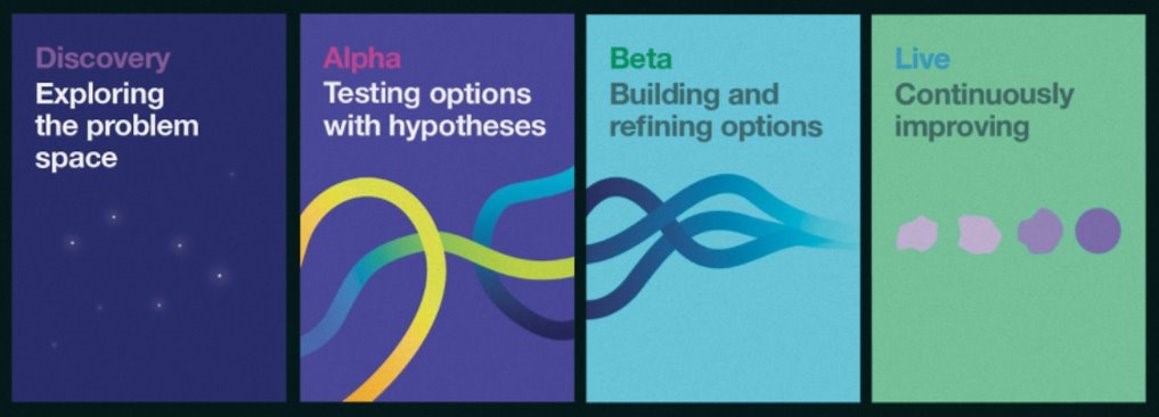 Discovery
Exploring
the problem
space
Alpha
Testing options
with hypotheses
Beta
Building and
refining options
Live
Continuously
improving